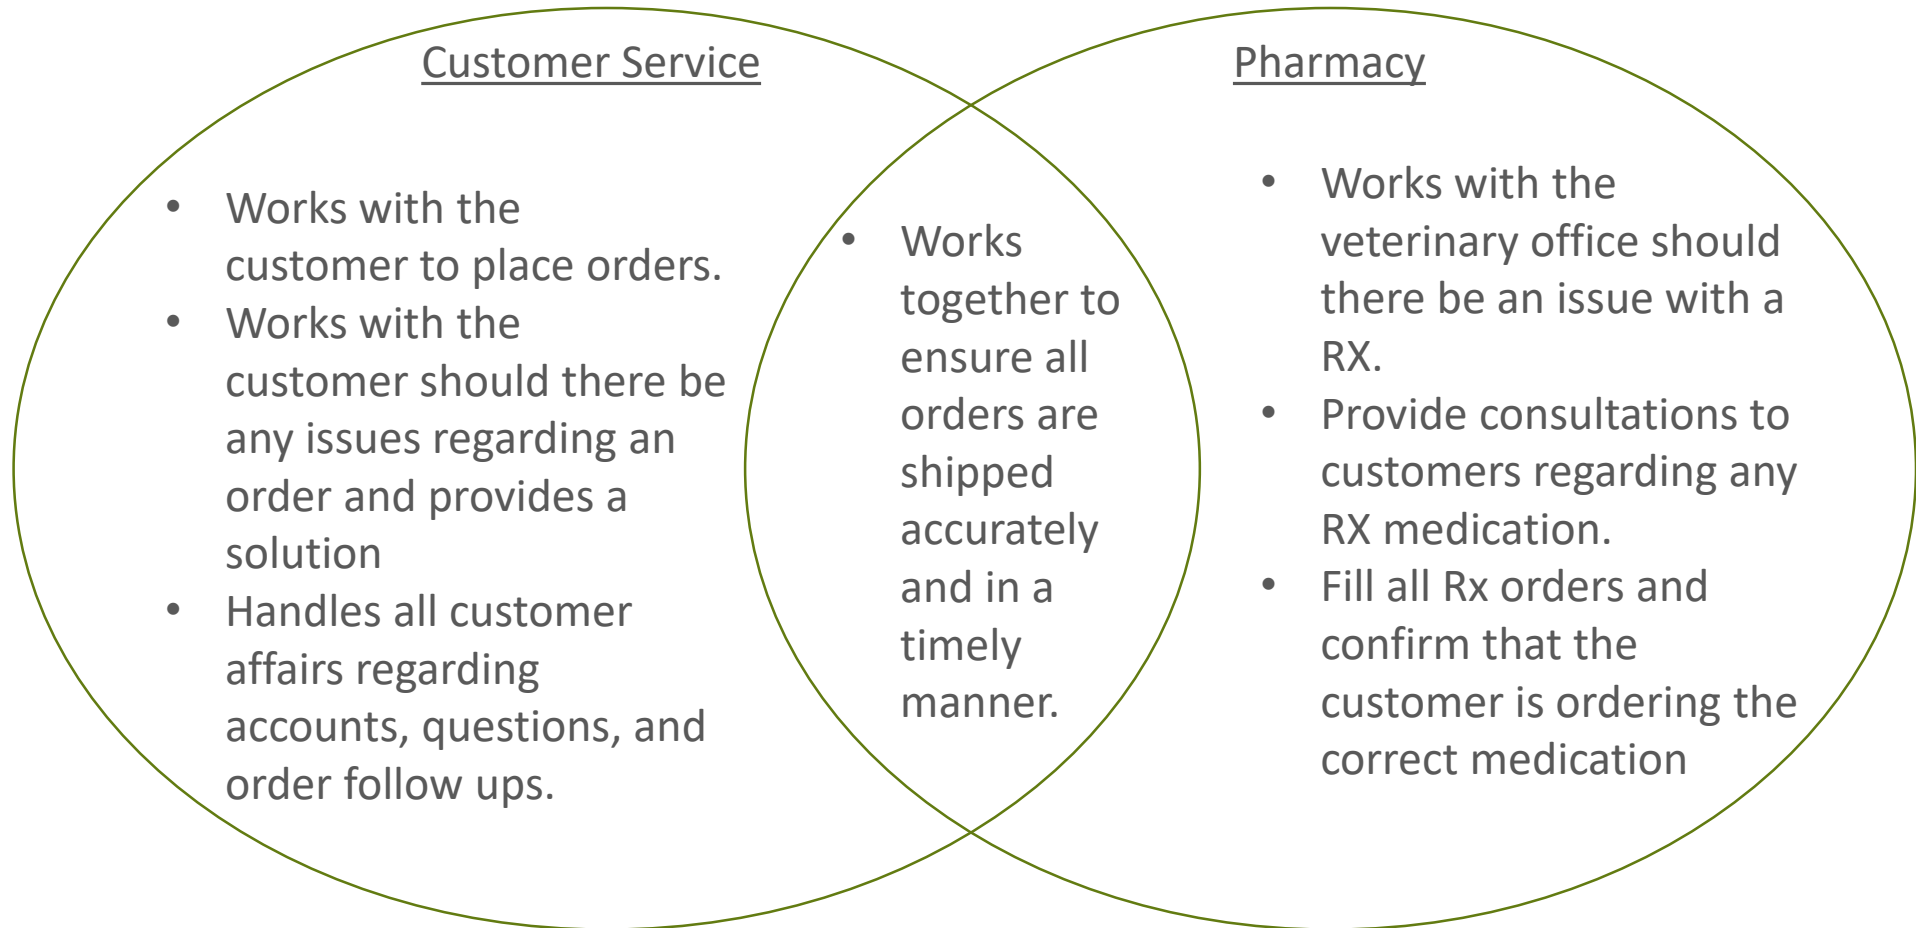 Customer Service
• Works with the
customer to place orders.
• Works with the
customer should there be
any issues regarding an
order and provides a
solution
• Handles all customer
affairs regarding
accounts, questions, and
order follow ups.
• Works
together to
ensure all
orders are
shipped
accurately
and in a
timely
manner.
Pharmacy
• Works with the
veterinary office should
there be an issue with a
RX.
• Provide consultations to
customers regarding any
RX medication.
• Fill all Rx orders and
confirm that the
customer is ordering the
correct medication